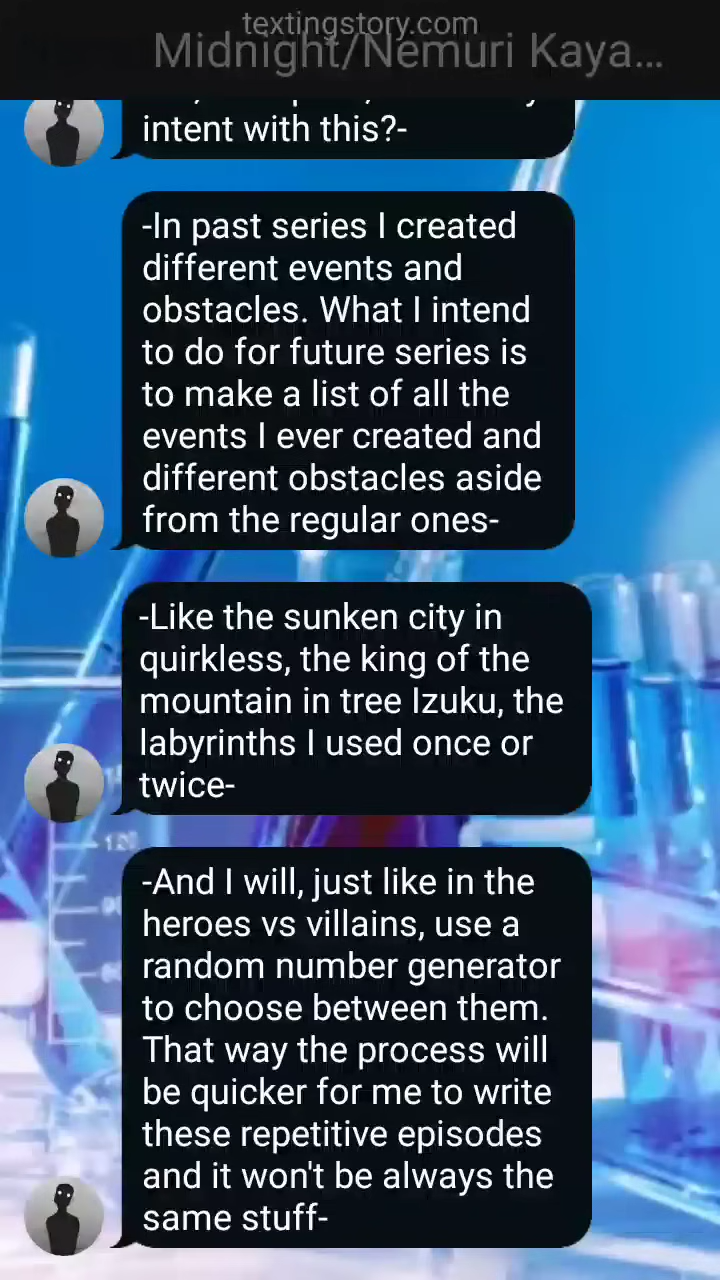 textingstory.com
Midnight/Nemuri Kaya...
intent with this?-
-In past series I created
different events and
obstacles. What I intend
to do for future series is
to make a list of all the
events I ever created and
different obstacles aside
from the regular ones-
-Like the sunken city in
quirkless, the king of the
mountain in tree Izuku, the
labyrinths I used once or
twice-
-And I will, just like in the
heroes vs villains, use a
random number generator
to choose between them.
That way the process will
be quicker for me to write
these repetitive episodes
and it won't be always the
same stuff-
120